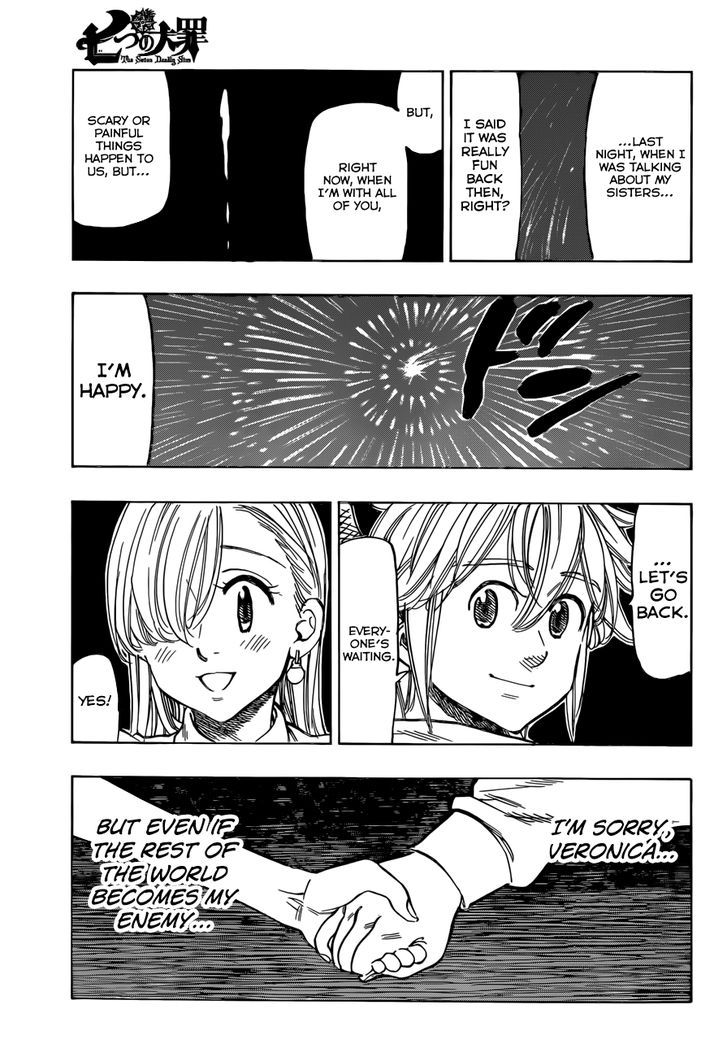 七つの大罪
The Seven Deadly Sins
...LAST
NIGHT, WHEN I
WAS TALKING
ABOUT MY
SISTERS...
I SAID
IT WAS
REALLY
FUN
BACK
THEN,
RIGHT?
BUT,
RIGHT
NOW, WHEN
I'M WITH ALL
OF YOU,
SCARY OR
PAINFUL
THINGS
HAPPEN TO
US, BUT...
ドン
I'M
HAPPY.
...
LET'S
GO
BACK.
EVERY-
ONE'S
WAITING.
YES!
I'M SORRY,
VERONICA...
BUT EVEN IF
THE REST OF
THE WORLD
BECOMES MY
ENEMY...